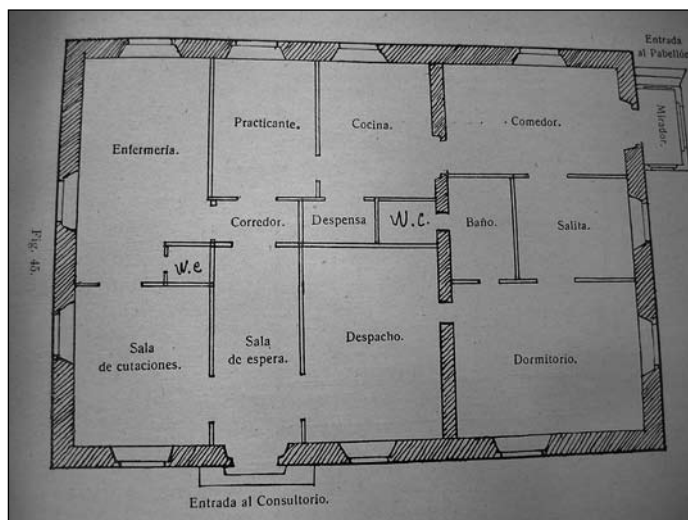 Entrada
al Pabellón
Practicante.
Cocina.
Comedor.
Mirador.
Enfermería.
Corredor.
Despensa
W.C.
Baño.
Salita.
Fig. 45.
W.C
Sala
de cutaciones.
Sala
de espera.
Despacho.
Dormitorio.
Entrada al Consultorio.